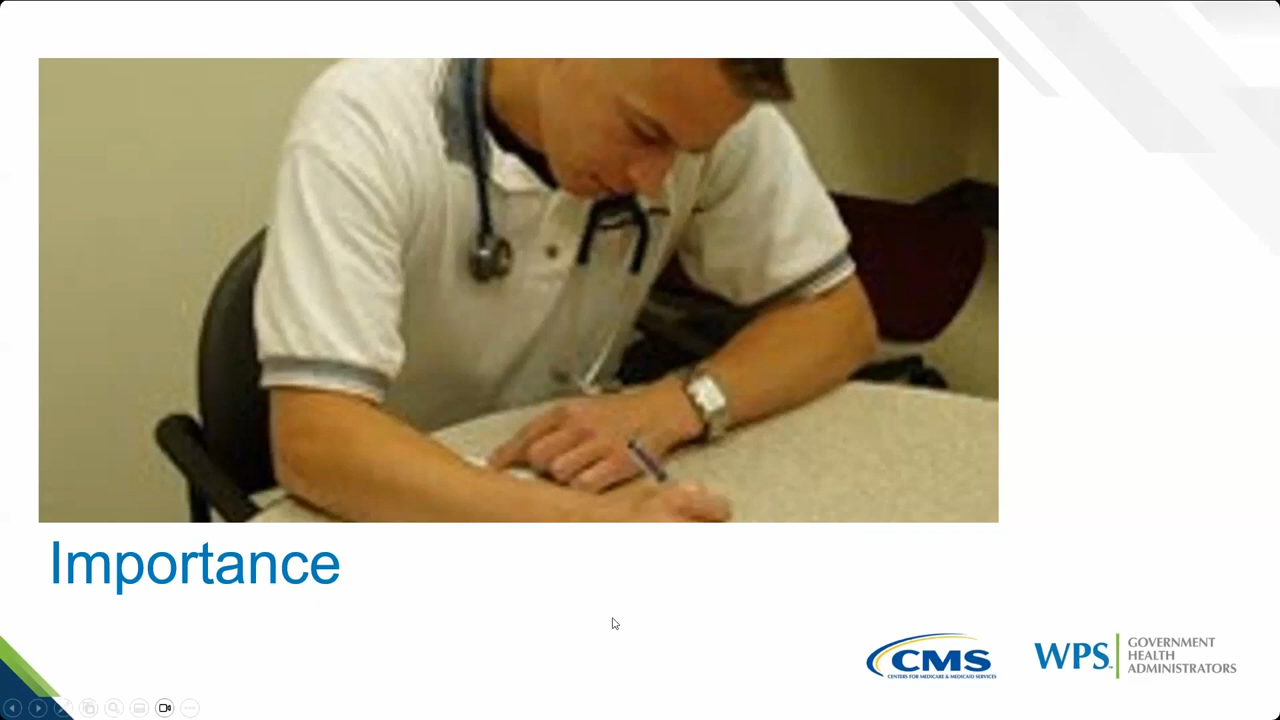 Importance
CMS
CENTERS FOR MEDICARE & MEDICAID SERVICES
WPS
GOVERNMENT
HEALTH
ADMINISTRATORS